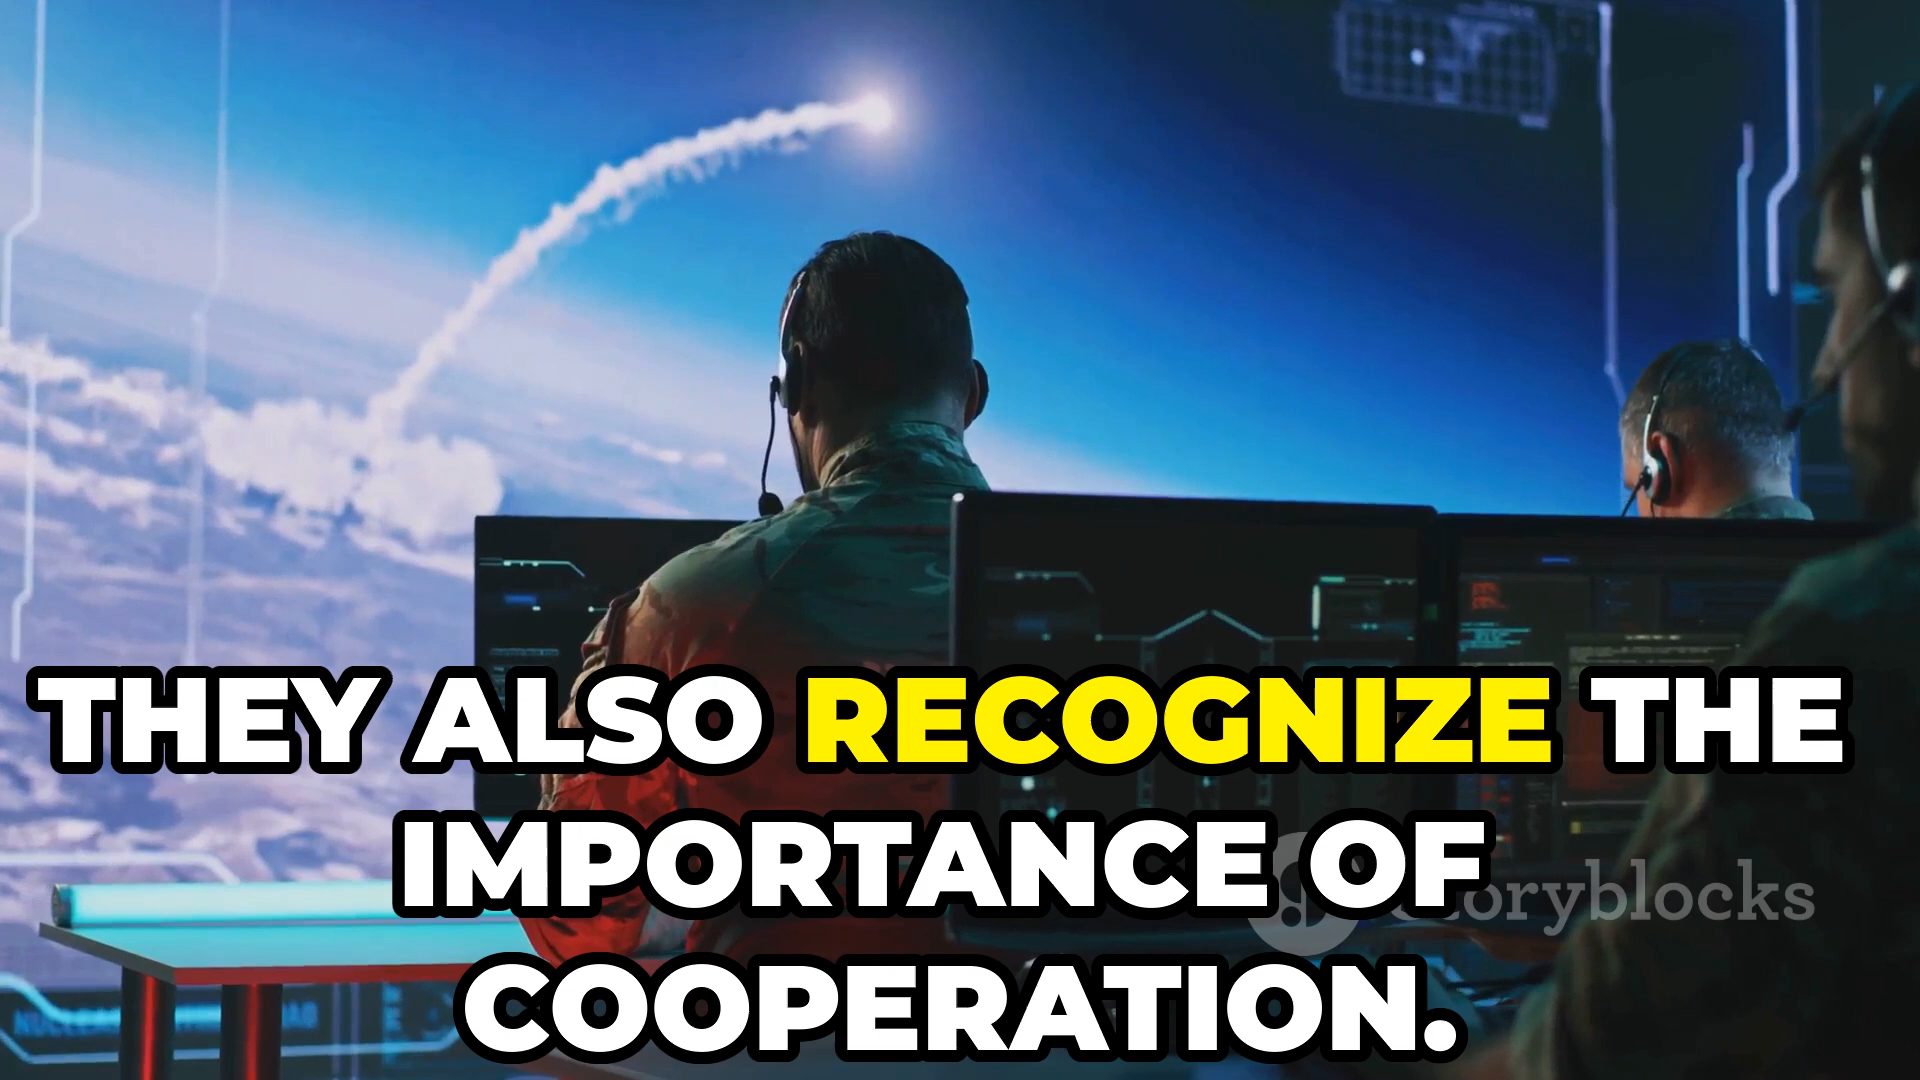 THEY ALSO RECOGNIZE THE
IMPORTANCE OF
storyblocks
COOPERATION.